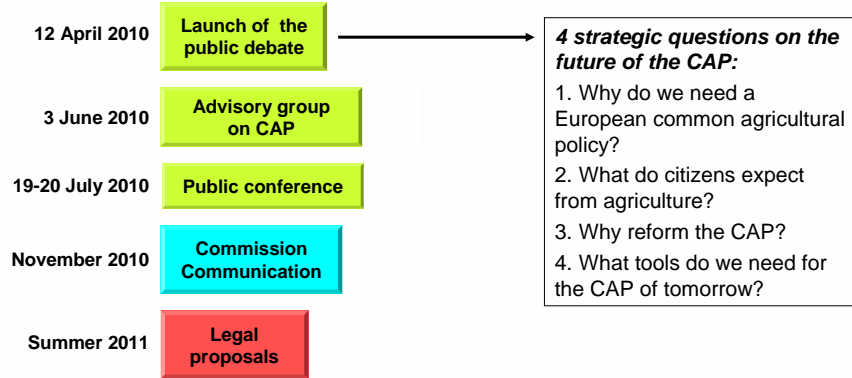 12 April 2010
Launch of the
public debate
3 June 2010
Advisory group
on CAP
19-20 July 2010
Public conference
November 2010
Commission
Communication
Summer 2011
Legal
proposals
4 strategic questions on the
future of the CAP:
1. Why do we need a
European common agricultural
policy?
2. What do citizens expect
from agriculture?
3. Why reform the CAP?
4. What tools do we need for
the CAP of tomorrow?